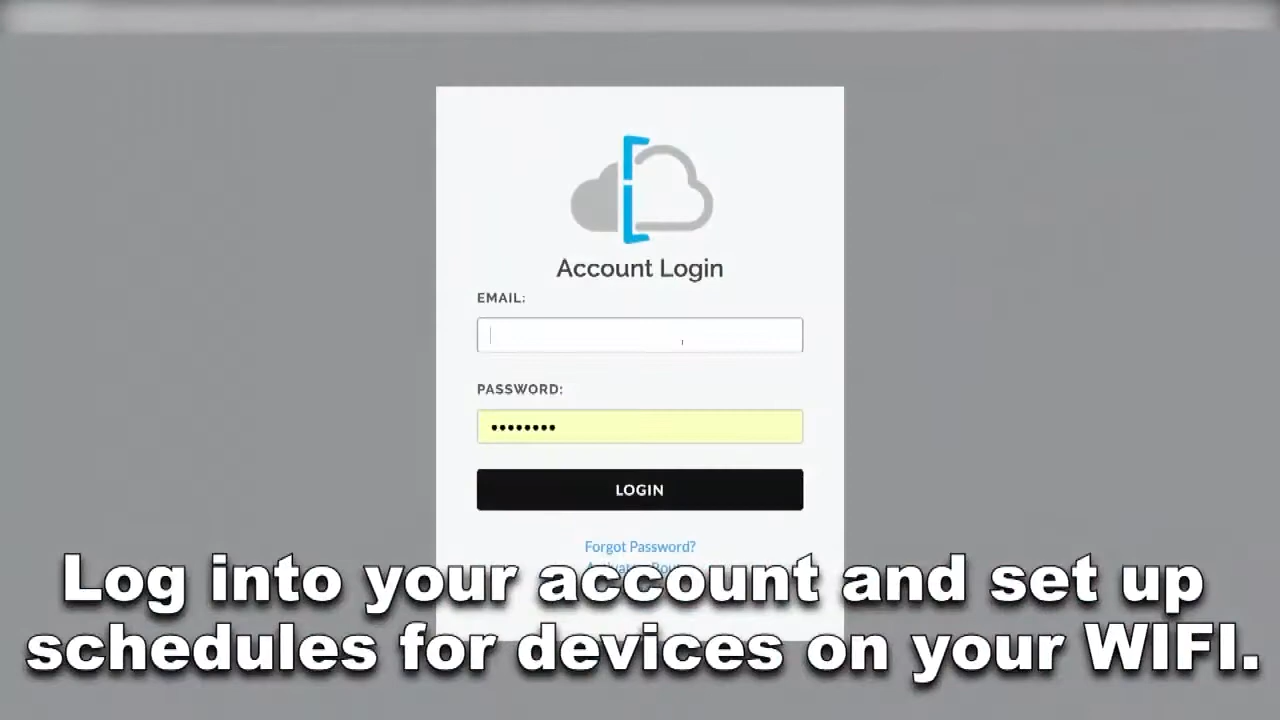 Account Login
EMAIL:
PASSWORD:
••••••••
LOGIN
Forgot Password?
Log into your account and set up
schedules for devices on your WIFI.